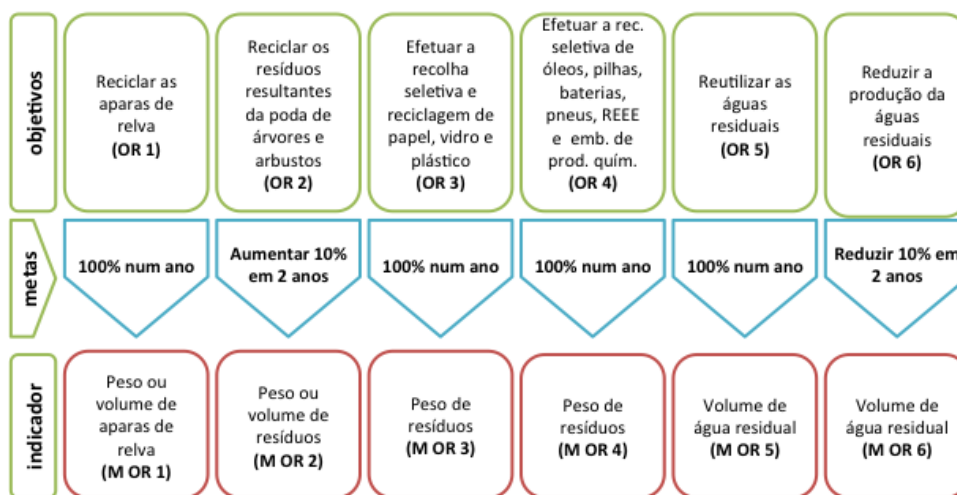 objetivos
Reciclar as
aparas de
relva
(OR 1)
Reciclar os
resíduos
resultantes
da poda de
árvores e
arbustos
(OR 2)
Efetuar a
recolha
seletiva e
reciclagem de
papel, vidro e
plástico
(OR 3)
Efetuar a rec.
seletiva de
óleos, pilhas,
baterias,
pneus, REEE
e emb. de
prod. quím.
(OR 4)
Reutilizar as
águas
residuais
(OR 5)
Reduzir a
produção da
águas
residuais
(OR 6)
metas
100% num ano
Aumentar 10%
em 2 anos
100% num ano
100% num ano
100% num ano
Reduzir 10% em
2 anos
indicador
Peso ou
volume de
aparas de
relva
(M OR 1)
Peso ou
volume de
resíduos
(M OR 2)
Peso de
resíduos
(M OR 3)
Peso de
resíduos
(M OR 4)
Volume de
água residual
(M OR 5)
Volume de
água residual
(M OR 6)